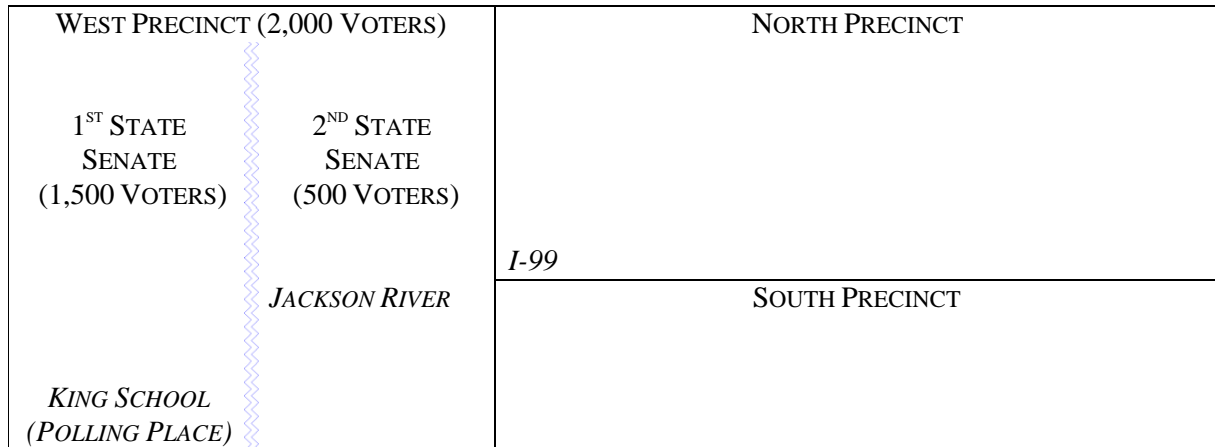 WEST PRECINCT (2,000 VOTERS)
1ST STATE
SENATE
(1,500 VOTERS)
2ND STATE
SENATE
(500 VOTERS)
JACKSON RIVER
KING SCHOOL
(POLLING PLACE)
NORTH PRECINCT
I-99
SOUTH PRECINCT